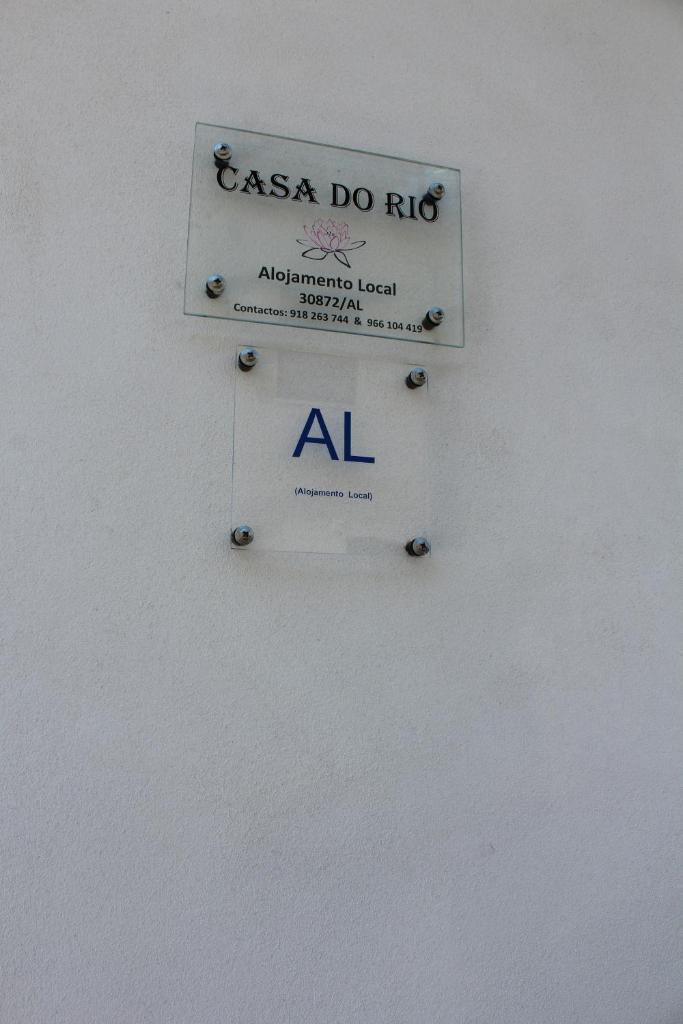 CASA DO RIO
Alojamento Local
30872/AL
Contactos: 918 263 744 & 966 104 419
AL
(Alojamento Local)